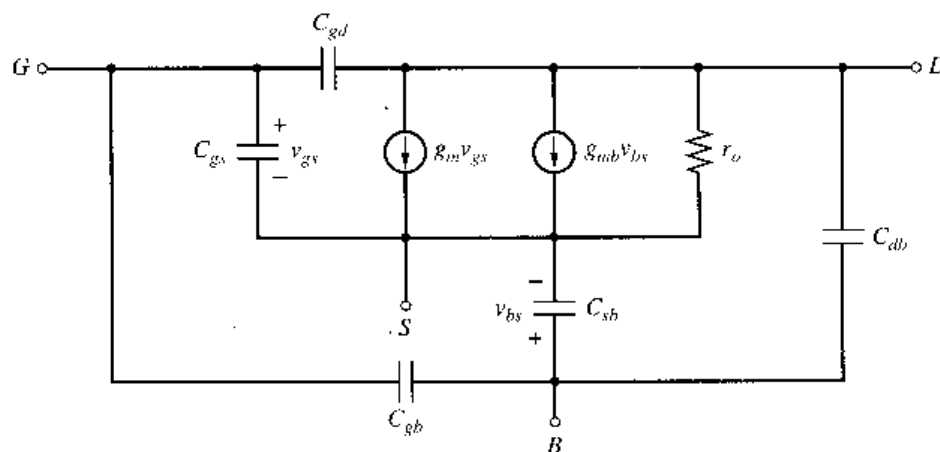 C_gd
G
D
+
C_gs
v_gs
−
g_m v_gs
g_mb v_bs
r_o
C_db
−
v_bs
C_sb
+
S
C_gb
B